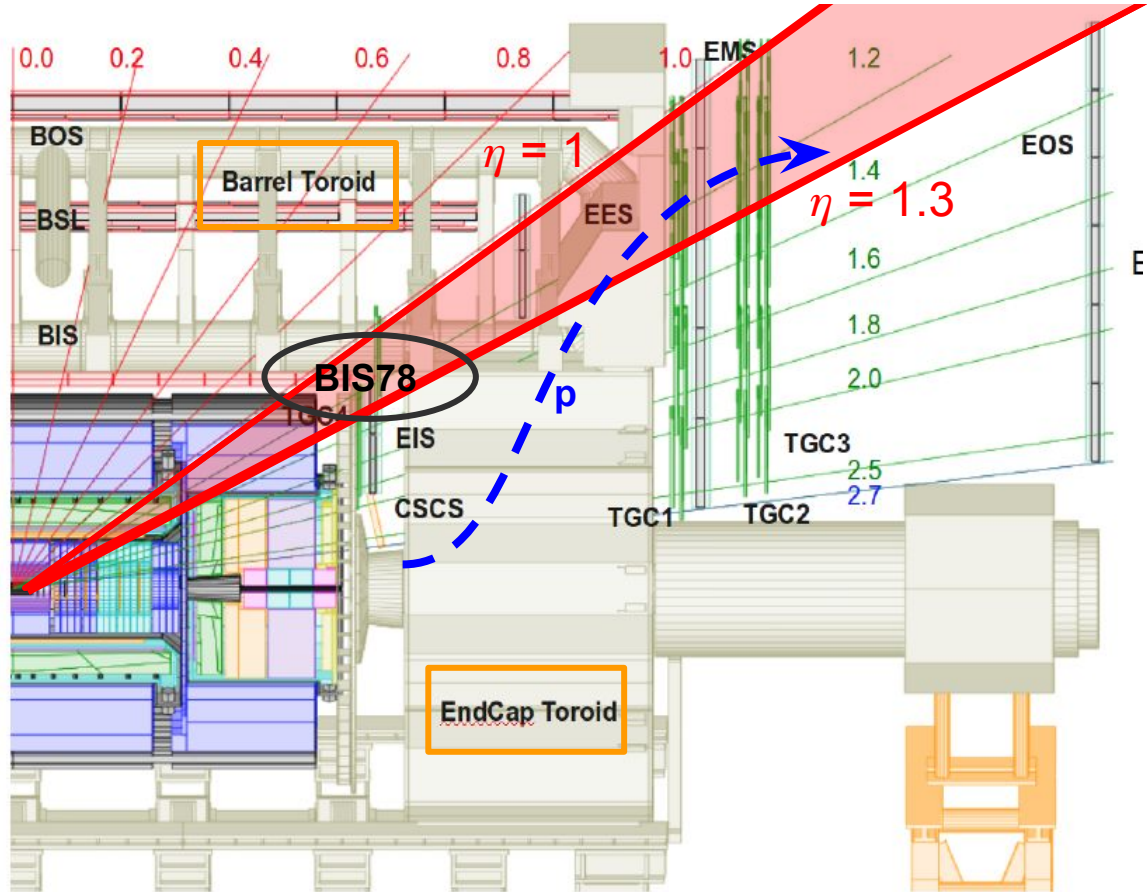 0.0
0.2
0.4
0.6
0.8
1.0
EMS
1.2
BOS
η = 1
EOS
Barrel Toroid
1.4
η = 1.3
BSL
EES
E
1.6
BIS
1.8
BIS78
2.0
p
EIS
TGC3
2.5
CSCS
2.7
TGC1
TGC2
EndCap Toroid